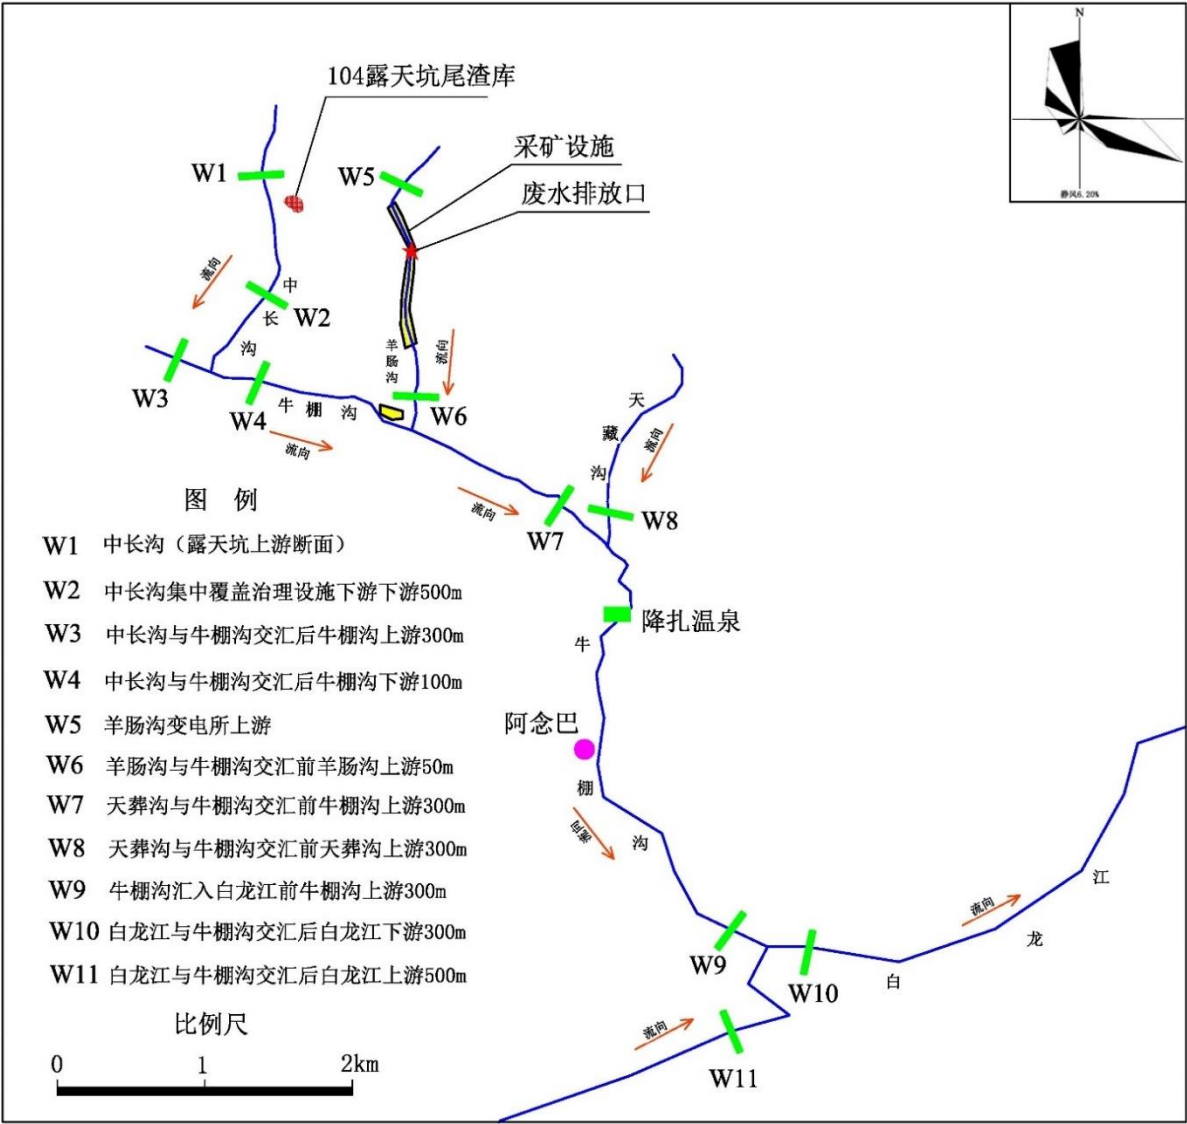 N
静风6.20%
104露天坑尾渣库
采矿设施
废水排放口
W1
W5
流向
中长沟
W2
羊肠沟
流向
W3
W4
牛棚沟
流向
W6
天藏沟
流向
流向
W7
W8
降扎温泉
阿念巴
牛棚沟
流向
W9
W10
白龙江
流向
流向
W11
图 例
W1 中长沟（露天坑上游断面）
W2 中长沟集中覆盖治理设施下游下游500m
W3 中长沟与牛棚沟交汇后牛棚沟上游300m
W4 中长沟与牛棚沟交汇后牛棚沟下游100m
W5 羊肠沟变电所上游
W6 羊肠沟与牛棚沟交汇前羊肠沟上游50m
W7 天葬沟与牛棚沟交汇前牛棚沟上游300m
W8 天葬沟与牛棚沟交汇前天葬沟上游300m
W9 牛棚沟汇入白龙江前牛棚沟上游300m
W10 白龙江与牛棚沟交汇后白龙江下游300m
W11 白龙江与牛棚沟交汇后白龙江上游500m
比例尺
0 1 2km